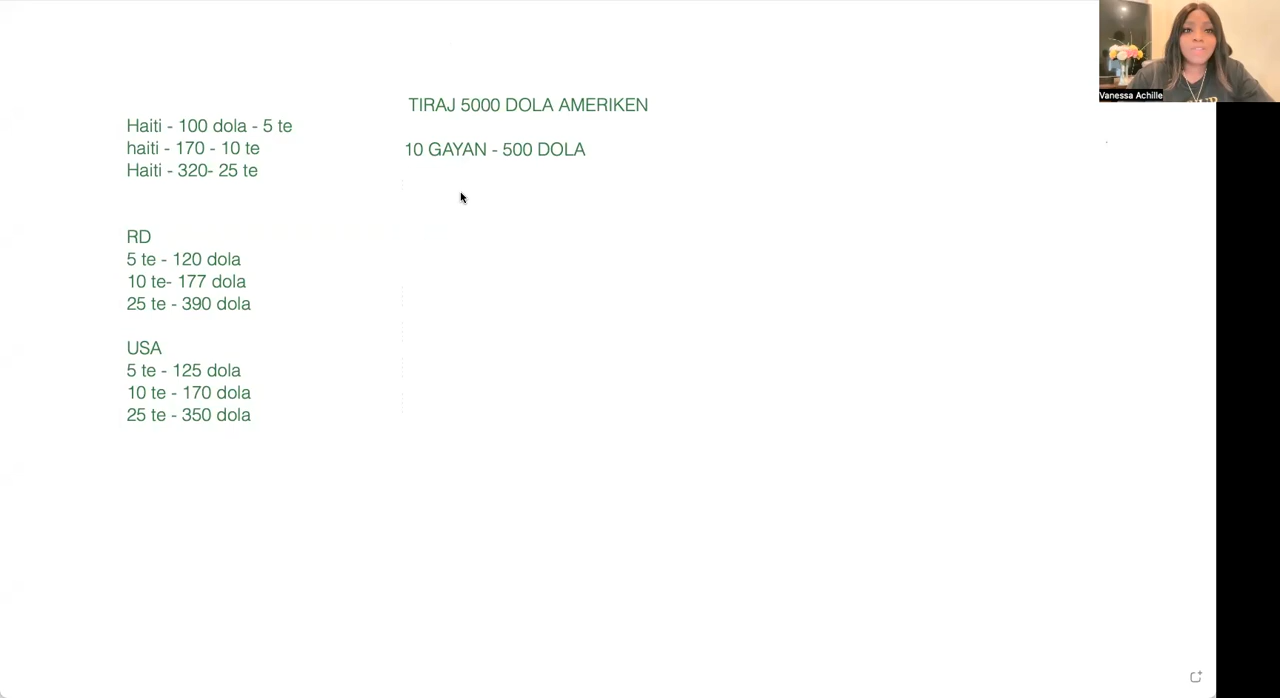 Haiti - 100 dola - 5 te
haiti - 170 - 10 te
Haiti - 320- 25 te
RD
5 te - 120 dola
10 te- 177 dola
25 te - 390 dola
USA
5 te - 125 dola
10 te - 170 dola
25 te - 350 dola
TIRAJ 5000 DOLA AMERIKEN
10 GAYAN - 500 DOLA
Vanessa Achille